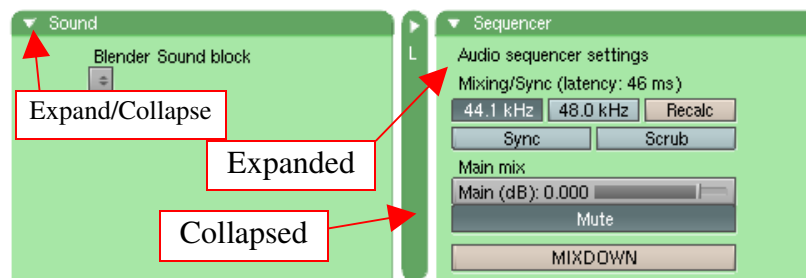 Sound
Blender Sound block
Expand/Collapse
L
Sequencer
Audio sequencer settings
Mixing/Sync (latency: 46 ms)
44.1 kHz 48.0 kHz Recalc
Sync Scrub
Expanded
Main mix
Main (dB): 0.000
Collapsed
Mute
MIXDOWN